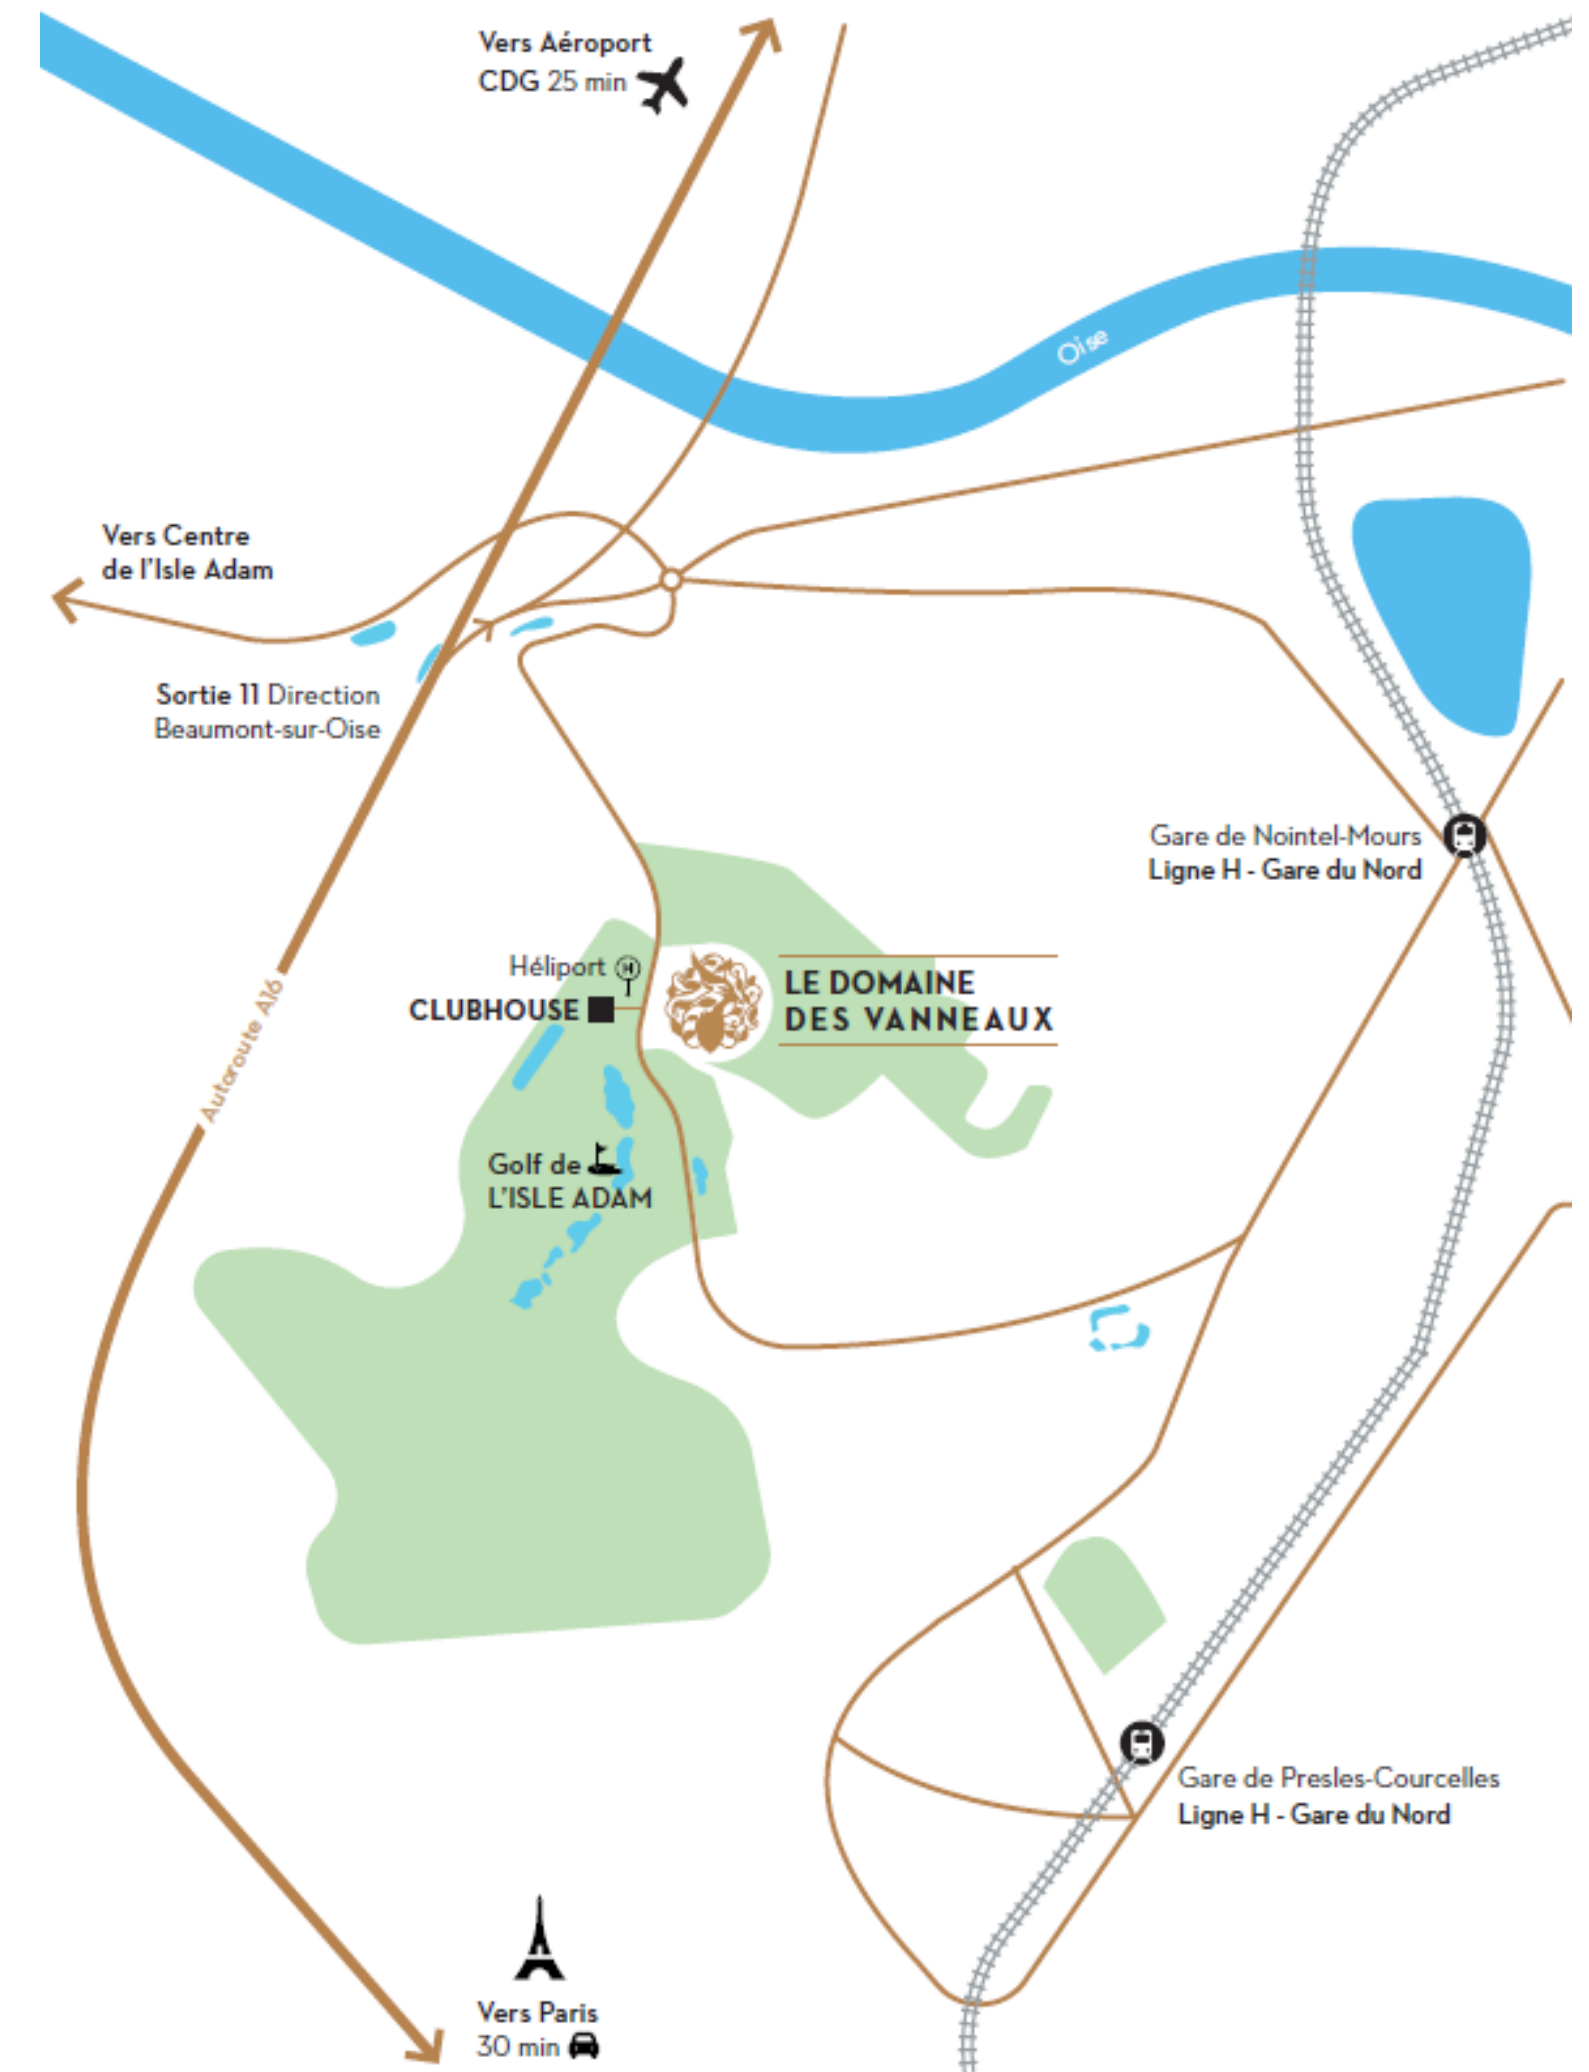 Vers Aéroport
CDG 25 min
Oise
Vers Centre
de l'Isle Adam
Sortie 11 Direction
Beaumont-sur-Oise
Gare de Nointel-Mours
Ligne H - Gare du Nord
Héliport H
CLUBHOUSE
LE DOMAINE
DES VANNEAUX
Autoroute A16
Golf de
L'ISLE ADAM
Gare de Presles-Courcelles
Ligne H - Gare du Nord
Vers Paris
30 min